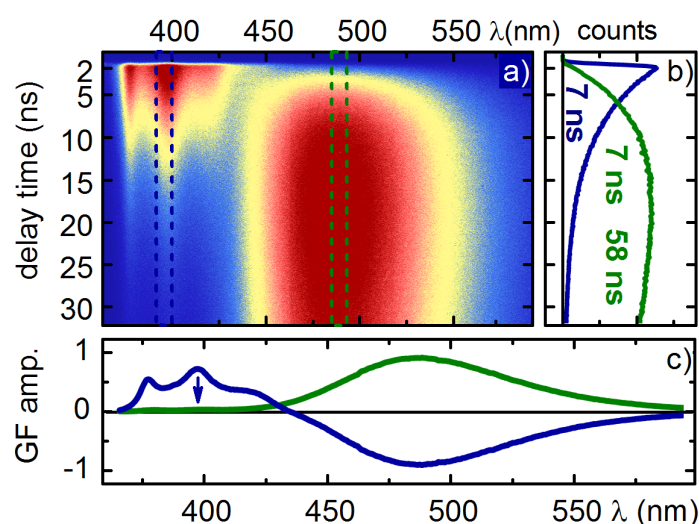 400 450 500 550 λ(nm) counts
a)
b)
2
5
10
15
20
25
30
delay time (ns)
7 ns
7 ns 58 ns
c)
1
0
-1
GF amp.
400 450 500 550 λ (nm)